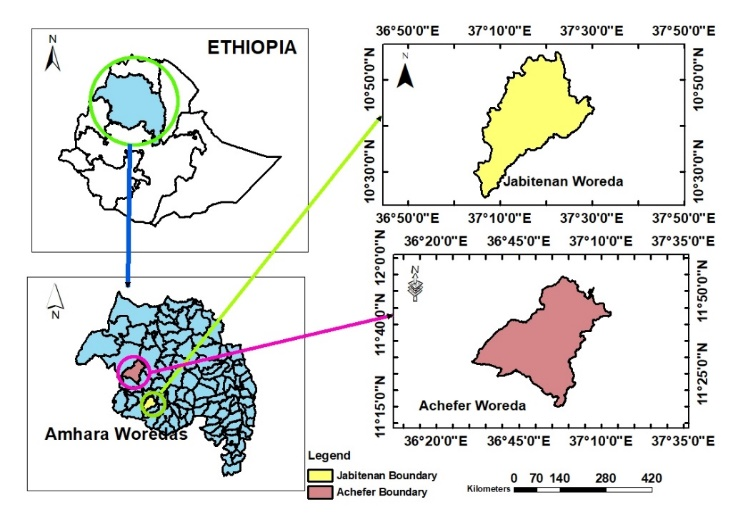 ETHIOPIA
N
Amhara Woredas
N
36°50'0"E 37°10'0"E 37°30'0"E 37°50'0"E
10°50'0"N
10°30'0"N
10°50'0"N
10°30'0"N
N
Jabitenan Woreda
36°50'0"E 37°10'0"E 37°30'0"E 37°50'0"E
36°20'0"E 36°45'0"E 37°10'0"E 37°35'0"E
12°0'0"N
11°40'0"N
11°15'0"N
11°50'0"N
11°25'0"N
N
Achefer Woreda
36°20'0"E 36°45'0"E 37°10'0"E 37°35'0"E
Legend
Jabitenan Boundary
Achefer Boundary
Kilometers
0 70 140 280 420